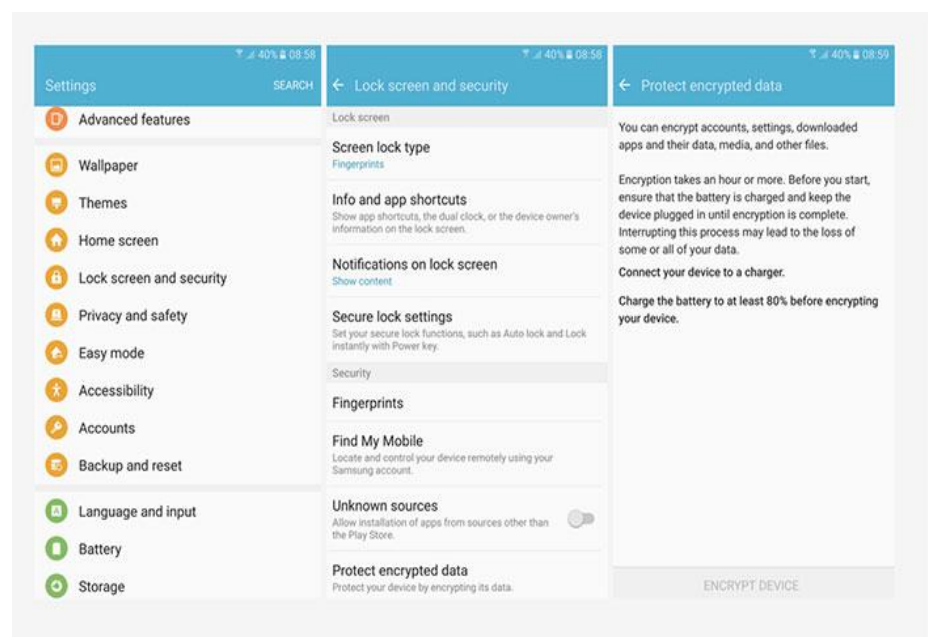 40% 08:58
Settings SEARCH
Advanced features
Wallpaper
Themes
Home screen
Lock screen and security
Privacy and safety
Easy mode
Accessibility
Accounts
Backup and reset
Language and input
Battery
Storage
40% 08:58
Lock screen and security
Lock screen
Screen lock type
Fingerprints
Info and app shortcuts
Show app shortcuts, the dual clock, or the device owner's
information on the lock screen.
Notifications on lock screen
Show content
Secure lock settings
Set your secure lock functions, such as Auto lock and Lock
instantly with Power key.
Security
Fingerprints
Find My Mobile
Locate and control your device remotely using your
Samsung account.
Unknown sources
Allow installation of apps from sources other than
the Play Store.
Protect encrypted data
Protect your device by encrypting its data.
40% 08:59
Protect encrypted data
You can encrypt accounts, settings, downloaded
apps and their data, media, and other files.
Encryption takes an hour or more. Before you start,
ensure that the battery is charged and keep the
device plugged in until encryption is complete.
Interrupting this process may lead to the loss of
some or all of your data.
Connect your device to a charger.
Charge the battery to at least 80% before encrypting
your device.
ENCRYPT DEVICE